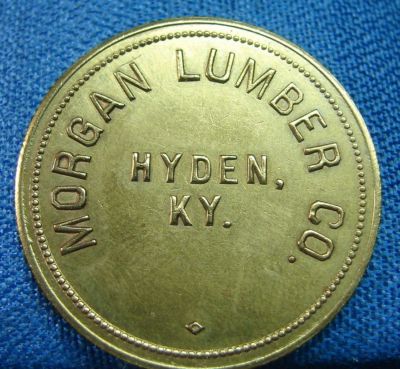 MORGAN LUMBER CO.
HYDEN,
KY.